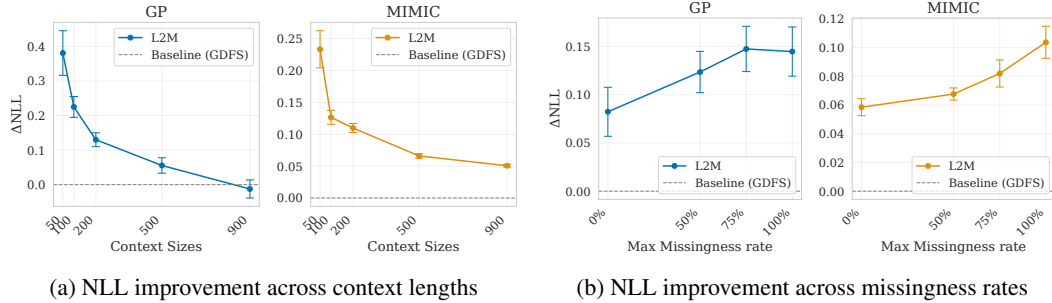 GP
ΔNLL
0.4
0.3
0.2
0.1
0.0
L2M
Baseline (GDFS)
50
100
200
500
900
Context Sizes
MIMIC
0.25
0.20
0.15
0.10
0.05
0.00
L2M
Baseline (GDFS)
50
100
200
500
900
Context Sizes
(a) NLL improvement across context lengths
GP
ΔNLL
0.15
0.10
0.05
0.00
L2M
Baseline (GDFS)
0%
50%
75%
100%
Max Missingness rate
MIMIC
0.12
0.10
0.08
0.06
0.04
0.02
0.00
L2M
Baseline (GDFS)
0%
50%
75%
100%
Max Missingness rate
(b) NLL improvement across missingness rates